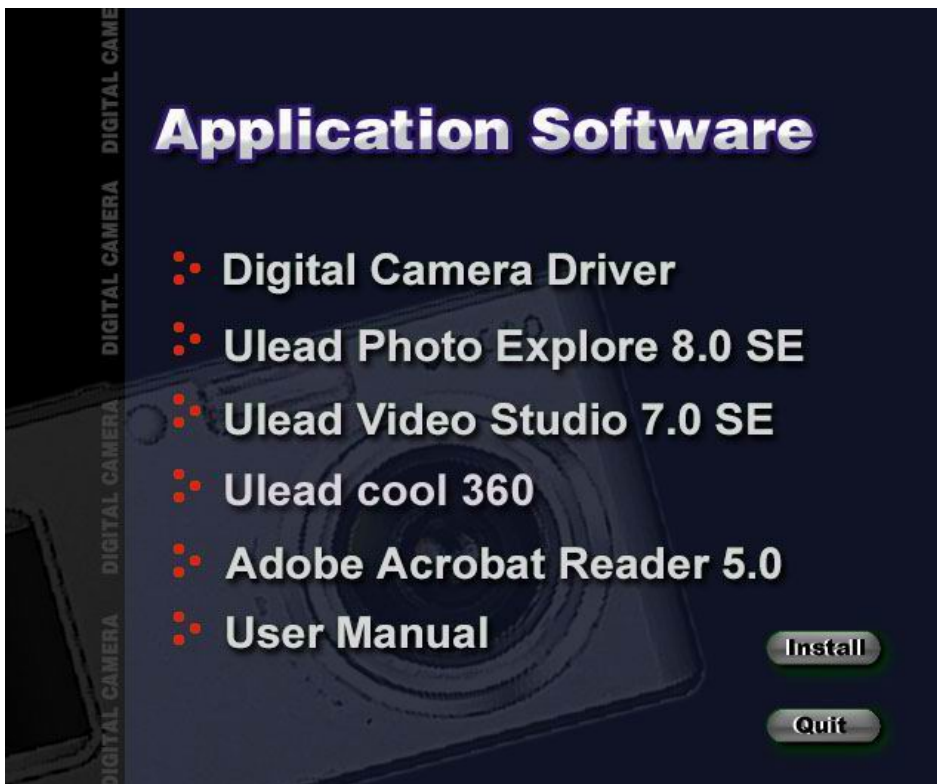 Application Software
Digital Camera Driver
Ulead Photo Explore 8.0 SE
Ulead Video Studio 7.0 SE
Ulead cool 360
Adobe Acrobat Reader 5.0
User Manual
Install
Quit
DIGITAL CAME
DIGITAL CAMERA
DIGITAL CAMERA
DIGITAL CAMERA